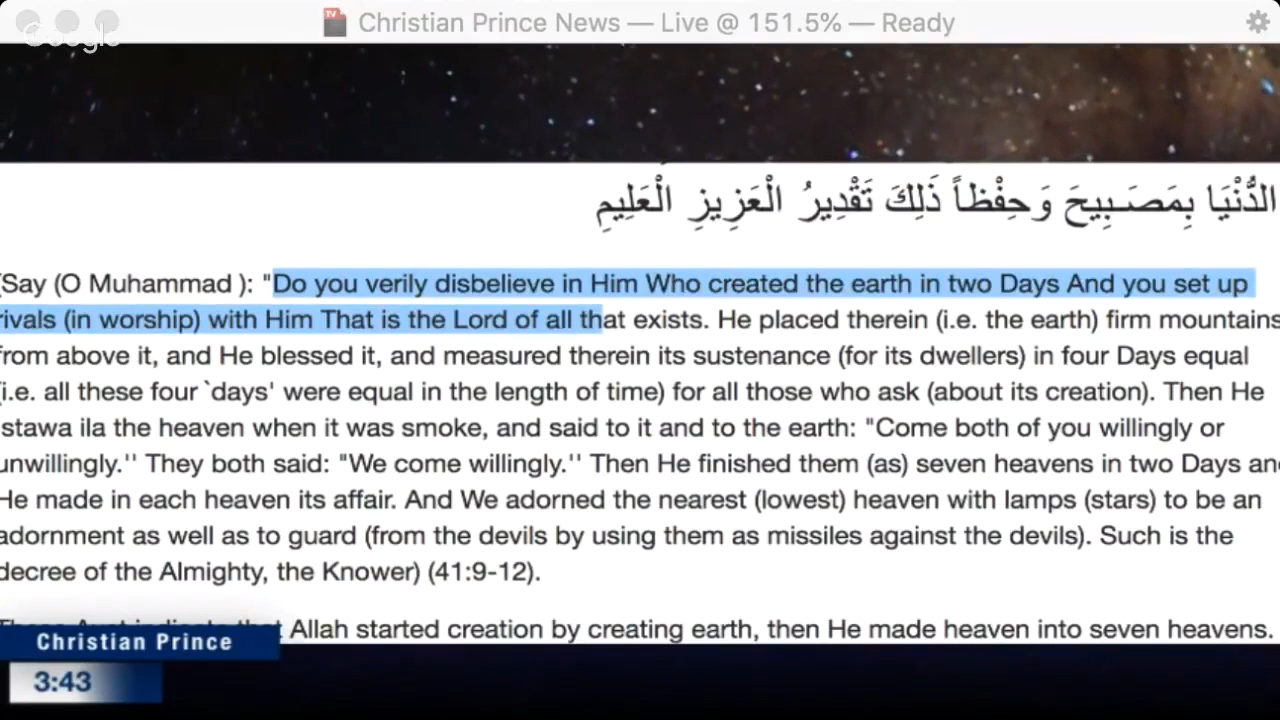 Google
Christian Prince News — Live @ 151.5% — Ready
الدُّنْيَا بِمَصَـبِيحَ وَحِفْظاً ذَلِكَ تَقْدِيرُ الْعَزِيزِ الْعَلِيمِ
(Say (O Muhammad ): "Do you verily disbelieve in Him Who created the earth in two Days And you set up
rivals (in worship) with Him That is the Lord of all that exists. He placed therein (i.e. the earth) firm mountains
from above it, and He blessed it, and measured therein its sustenance (for its dwellers) in four Days equal
(i.e. all these four `days' were equal in the length of time) for all those who ask (about its creation). Then He
stawa ila the heaven when it was smoke, and said to it and to the earth: "Come both of you willingly or
unwillingly.'' They both said: "We come willingly.'' Then He finished them (as) seven heavens in two Days and
He made in each heaven its affair. And We adorned the nearest (lowest) heaven with lamps (stars) to be an
adornment as well as to guard (from the devils by using them as missiles against the devils). Such is the
decree of the Almighty, the Knower) (41:9-12).
Allah started creation by creating earth, then He made heaven into seven heavens.
Christian Prince
3:43